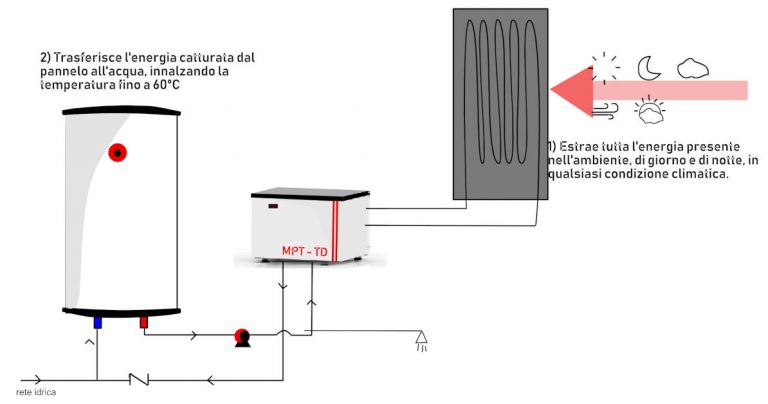 2) Trasferisce l'energia catturata dal
pannelo all'acqua, innalzando la
temperatura fino a 60°C
1) Estrae tutta l'energia presente
nell'ambiente, di giorno e di notte, in
qualsiasi condizione climatica.
MPT - TD
rete idrica